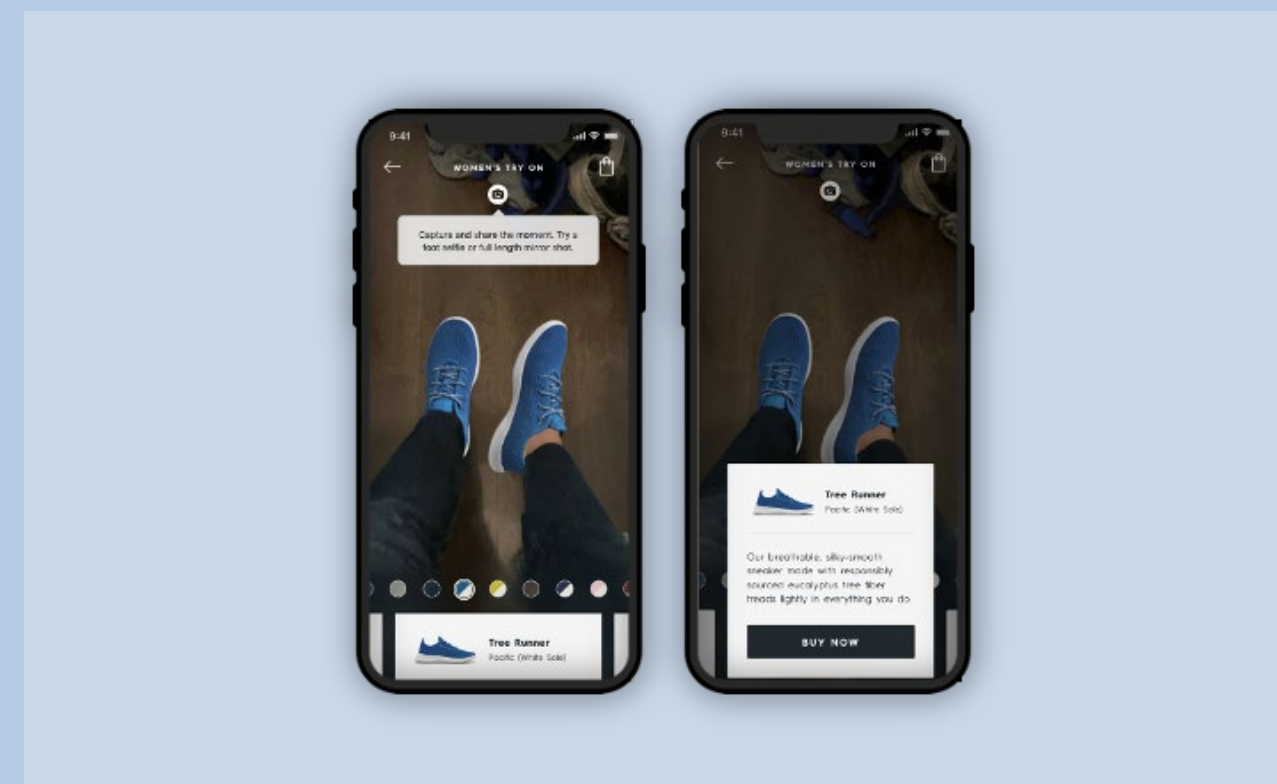 9:41
WOMEN'S TRY ON
Capture and share the moment. Try a
foot selfie or full length mirror shot.
Tree Runner
Pacific (White Sole)
9:41
WOMEN'S TRY ON
Tree Runner
Pacific (White Sole)
Our breathable, silky-smooth
sneaker made with responsibly
sourced eucalyptus tree fiber
treads lightly in everything you do.
BUY NOW